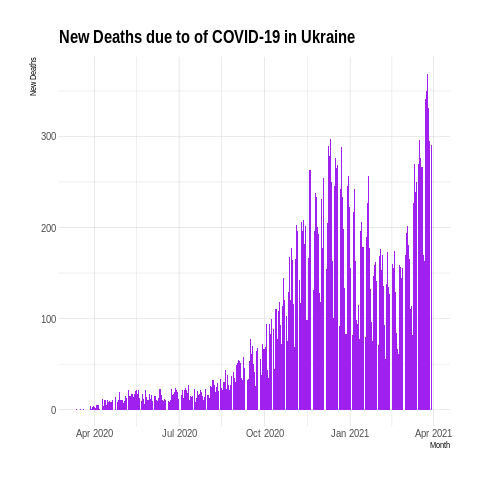 New Deaths due to of COVID-19 in Ukraine
New Deaths
300
200
100
0
Apr 2020 Jul 2020 Oct 2020 Jan 2021 Apr 2021
Month